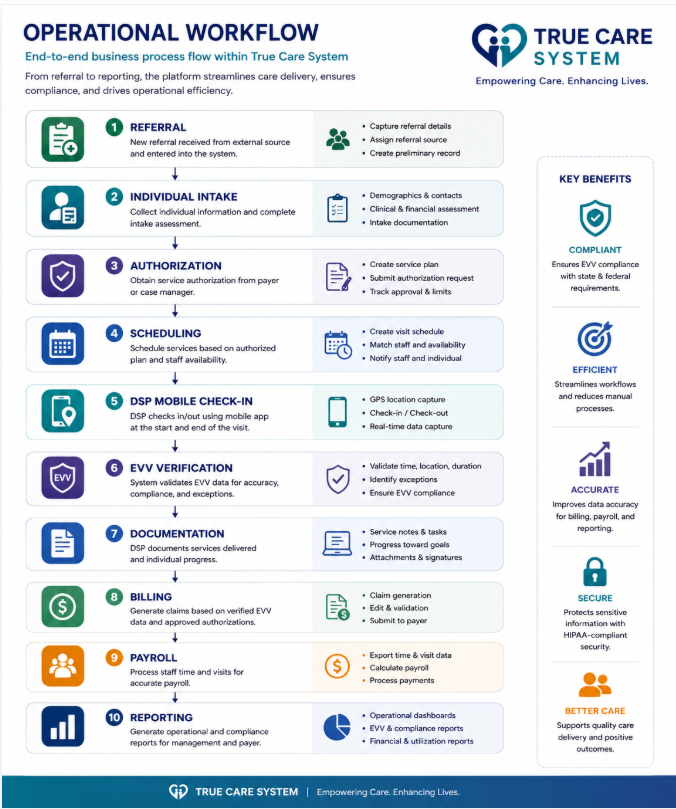 OPERATIONAL WORKFLOW
End-to-end business process flow within True Care System
From referral to reporting, the platform streamlines care delivery, ensures
compliance, and drives operational efficiency.
TRUE CARE
SYSTEM
Empowering Care. Enhancing Lives.
1 REFERRAL
New referral received from external source
and entered into the system.
• Capture referral details
• Assign referral source
• Create preliminary record
2 INDIVIDUAL INTAKE
Collect individual information and complete
intake assessment.
• Demographics & contacts
• Clinical & financial assessment
• Intake documentation
3 AUTHORIZATION
Obtain service authorization from payer
or case manager.
• Create service plan
• Submit authorization request
• Track approval & limits
4 SCHEDULING
Schedule services based on authorized
plan and staff availability.
• Create visit schedule
• Match staff and availability
• Notify staff and individual
5 DSP MOBILE CHECK-IN
DSP checks in/out using mobile app
at the start and end of the visit.
• GPS location capture
• Check-in / Check-out
• Real-time data capture
EVV
6 EVV VERIFICATION
System validates EVV data for accuracy,
compliance, and exceptions.
• Validate time, location, duration
• Identify exceptions
• Ensure EVV compliance
7 DOCUMENTATION
DSP documents services delivered
and individual progress.
• Service notes & tasks
• Progress toward goals
• Attachments & signatures
$
8 BILLING
Generate claims based on verified EVV
data and approved authorizations.
$
• Claim generation
• Edit & validation
• Submit to payer
9 PAYROLL
Process staff time and visits for
accurate payroll.
$
• Export time & visit data
• Calculate payroll
• Process payments
10 REPORTING
Generate operational and compliance
reports for management and payer.
• Operational dashboards
• EVV & compliance reports
• Financial & utilization reports
KEY BENEFITS
COMPLIANT
Ensures EVV compliance
with state & federal
requirements.
EFFICIENT
Streamlines workflows
and reduces manual
processes.
ACCURATE
Improves data accuracy
for billing, payroll, and
reporting.
SECURE
Protects sensitive
information with
HIPAA-compliant
security.
BETTER CARE
Supports quality care
delivery and positive
outcomes.
TRUE CARE SYSTEM | Empowering Care. Enhancing Lives.